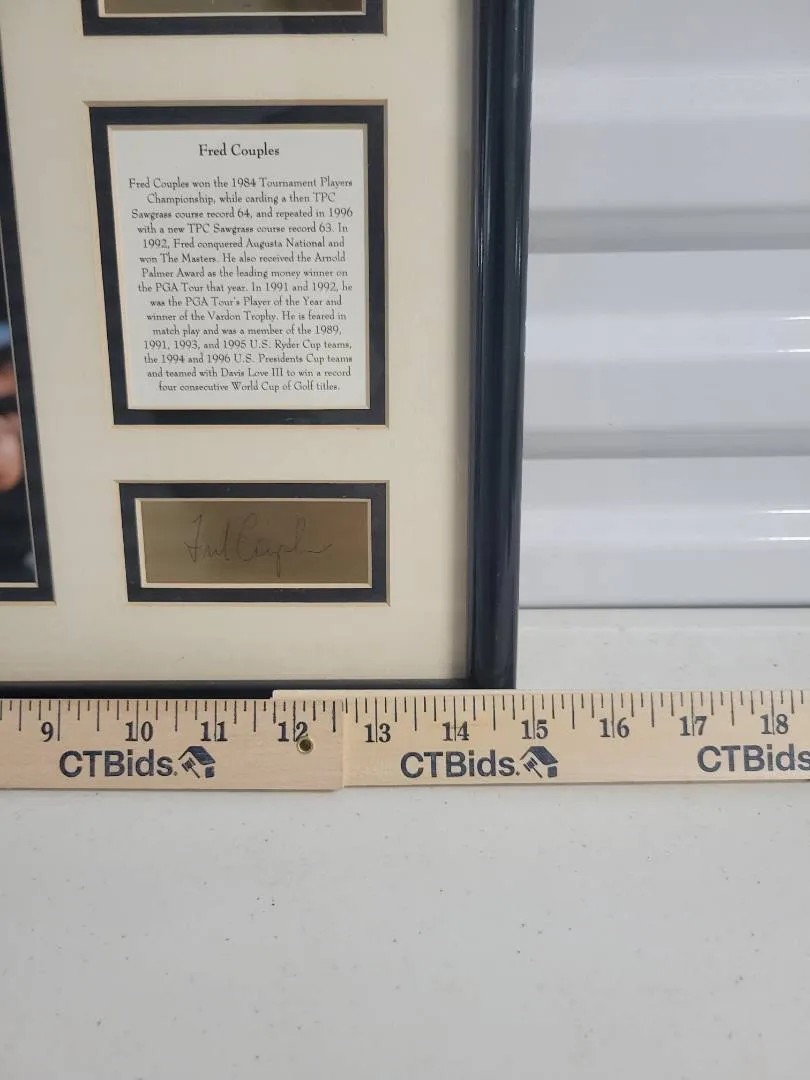 Fred Couples
Fred Couples won the 1984 Tournament Players
Championship, while carding a then TPC
Sawgrass course record 64, and repeated in 1996
with a new TPC Sawgrass course record 63. In
1992, Fred conquered Augusta National and
won The Masters. He also received the Arnold
Palmer Award as the leading money winner on
the PGA Tour that year. In 1991 and 1992, he
was the PGA Tour's Player of the Year and
winner of the Vardon Trophy. He is feared in
match play and was a member of the 1989,
1991, 1993, and 1995 U.S. Ryder Cup teams,
the 1994 and 1996 U.S. Presidents Cup teams
and teamed with Davis Love III to win a record
four consecutive World Cup of Golf titles.
Fred Couples
9 10 11 12 13 14 15 16 17 18
CTBids. CTBids. CTBids